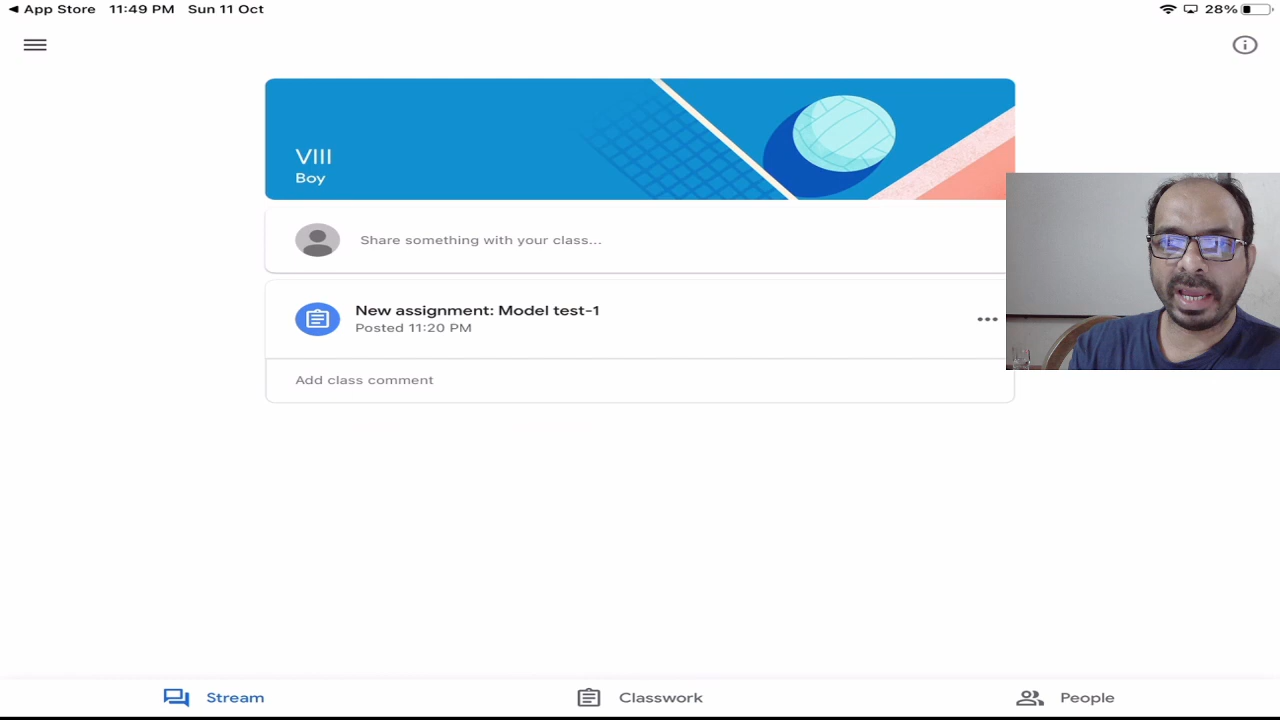 App Store 11:49 PM Sun 11 Oct 28%
VIII
Boy
Share something with your class...
New assignment: Model test-1
Posted 11:20 PM
Add class comment
Stream Classwork People